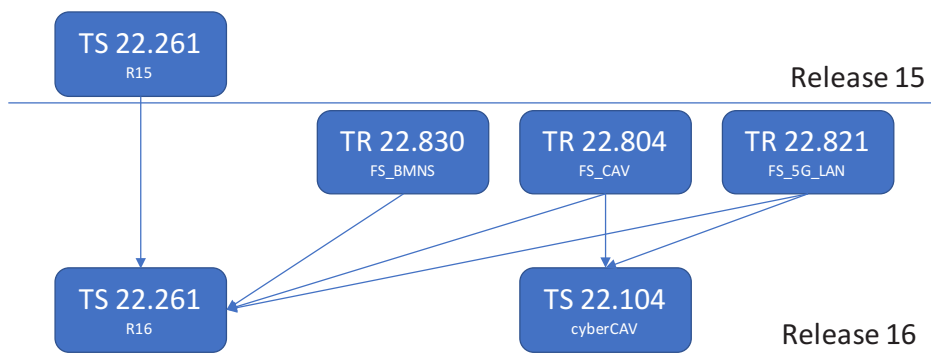 TS 22.261
R15
Release 15
TR 22.830
FS_BMNS
TR 22.804
FS_CAV
TR 22.821
FS_5G_LAN
TS 22.261
R16
TS 22.104
cyberCAV
Release 16